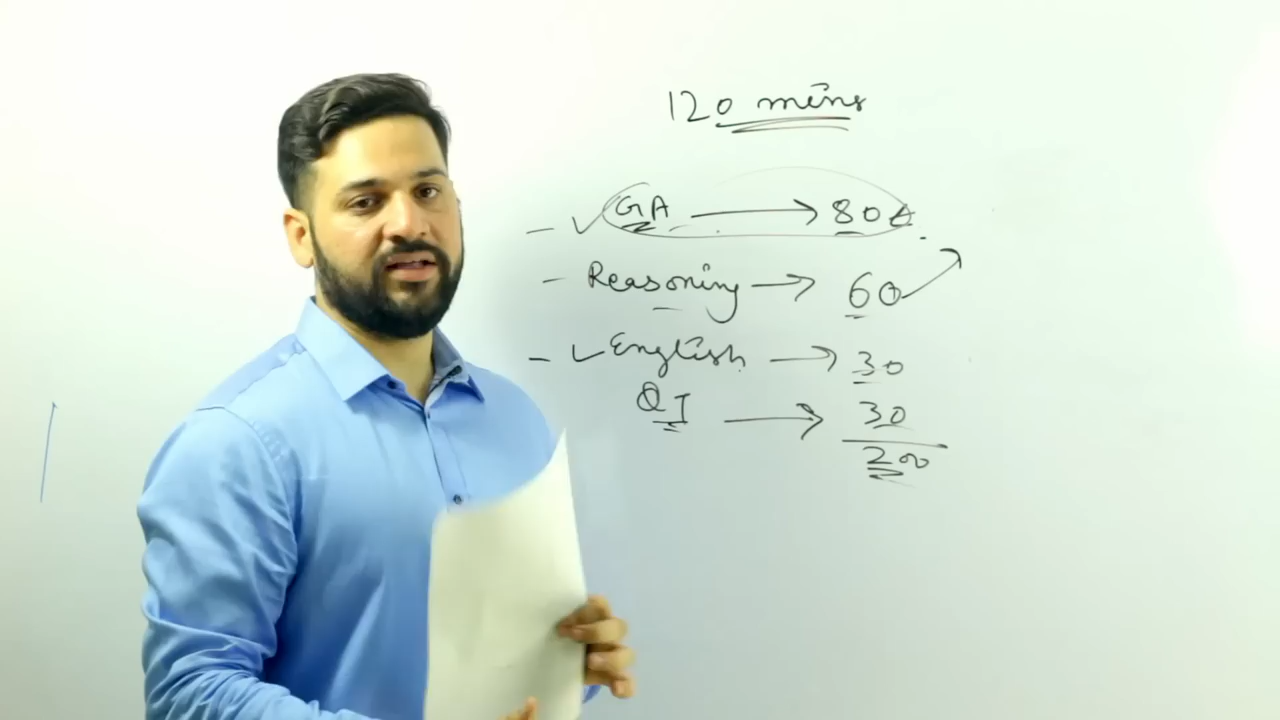 120 mins
- ✓ GA → 80
- Reasoning → 60
- ✓ English → 30
QI → 30
200